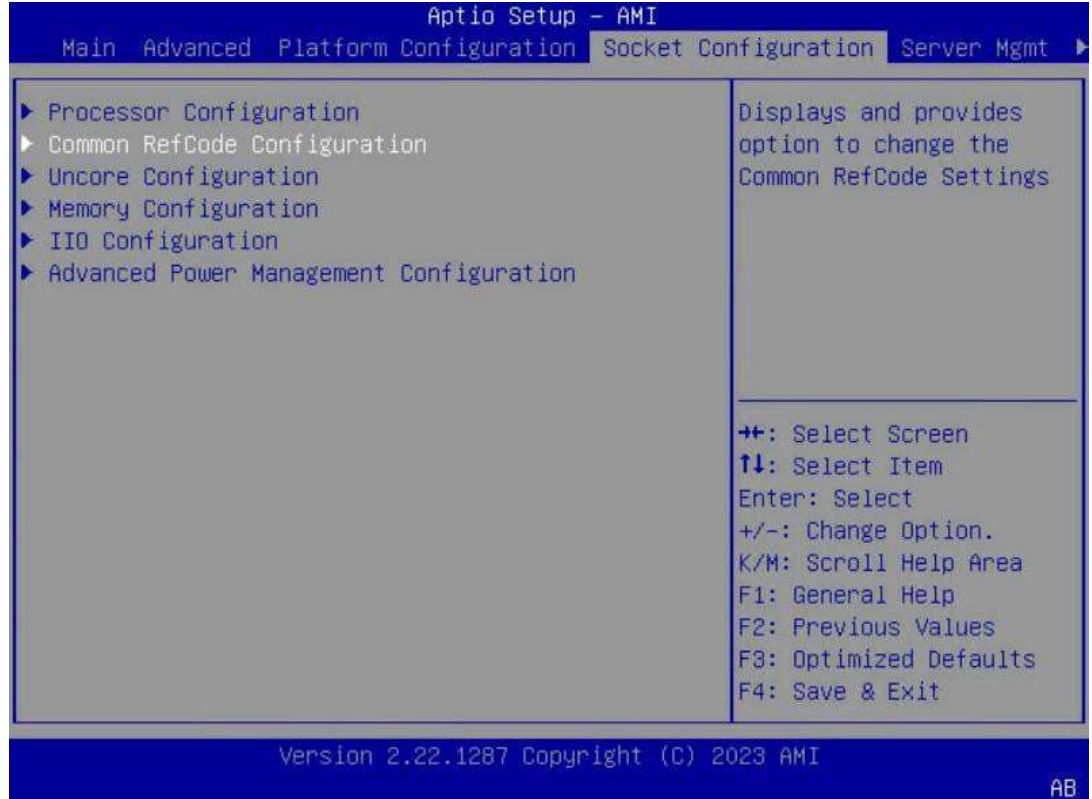 Aptio Setup – AMI
Main Advanced Platform Configuration Socket Configuration Server Mgmt ▶
▶ Processor Configuration
▶ Common RefCode Configuration
▶ Uncore Configuration
▶ Memory Configuration
▶ IIO Configuration
▶ Advanced Power Management Configuration
Displays and provides
option to change the
Common RefCode Settings
→←: Select Screen
↑↓: Select Item
Enter: Select
+/-: Change Option.
K/M: Scroll Help Area
F1: General Help
F2: Previous Values
F3: Optimized Defaults
F4: Save & Exit
Version 2.22.1287 Copyright (C) 2023 AMI
AB